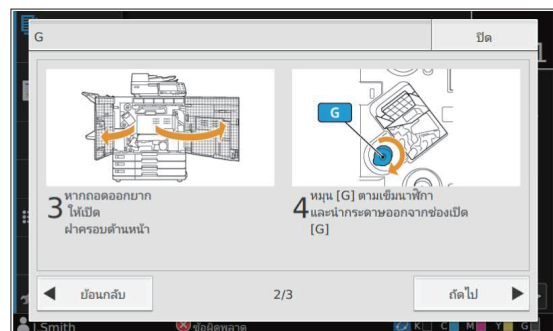 G
ปิด
G
3 หากถอดออกยาก
ให้เปิด
ฝาครอบด้านหน้า
4 หมุน [G] ตามเข็มนาฬิกา
และนำกระดาษออกจากช่องเปิด
[G]
ย้อนกลับ
2/3
ถัดไป
J.Smith
ข้อผิดพลาด
K C M Y G